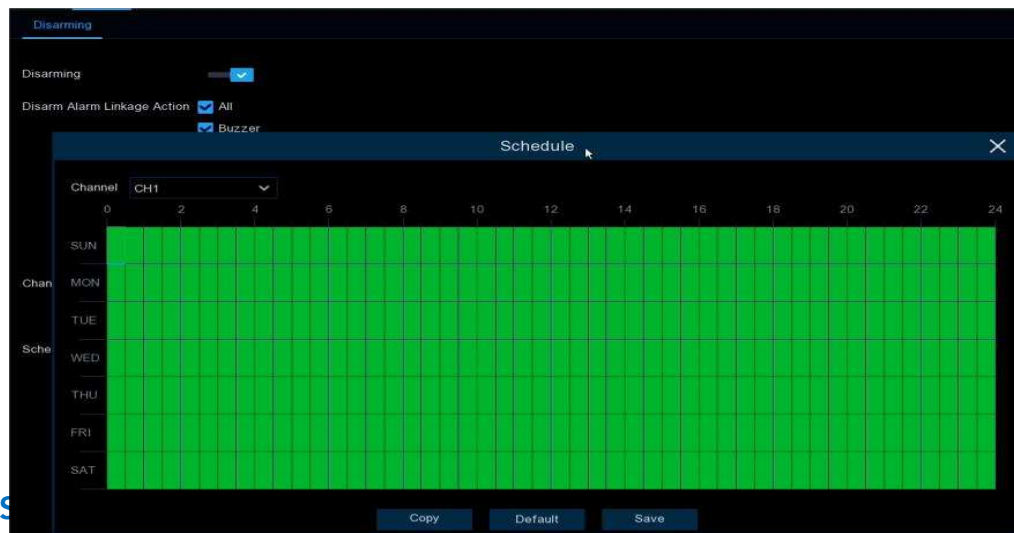 Disarming
Disarming
Disarm Alarm Linkage Action All
Buzzer
Schedule
Channel CH1
0 2 4 6 8 10 12 14 16 18 20 22 24
SUN
Chan MON
TUE
Sche
WED
THU
FRI
SAT
S
Copy Default Save